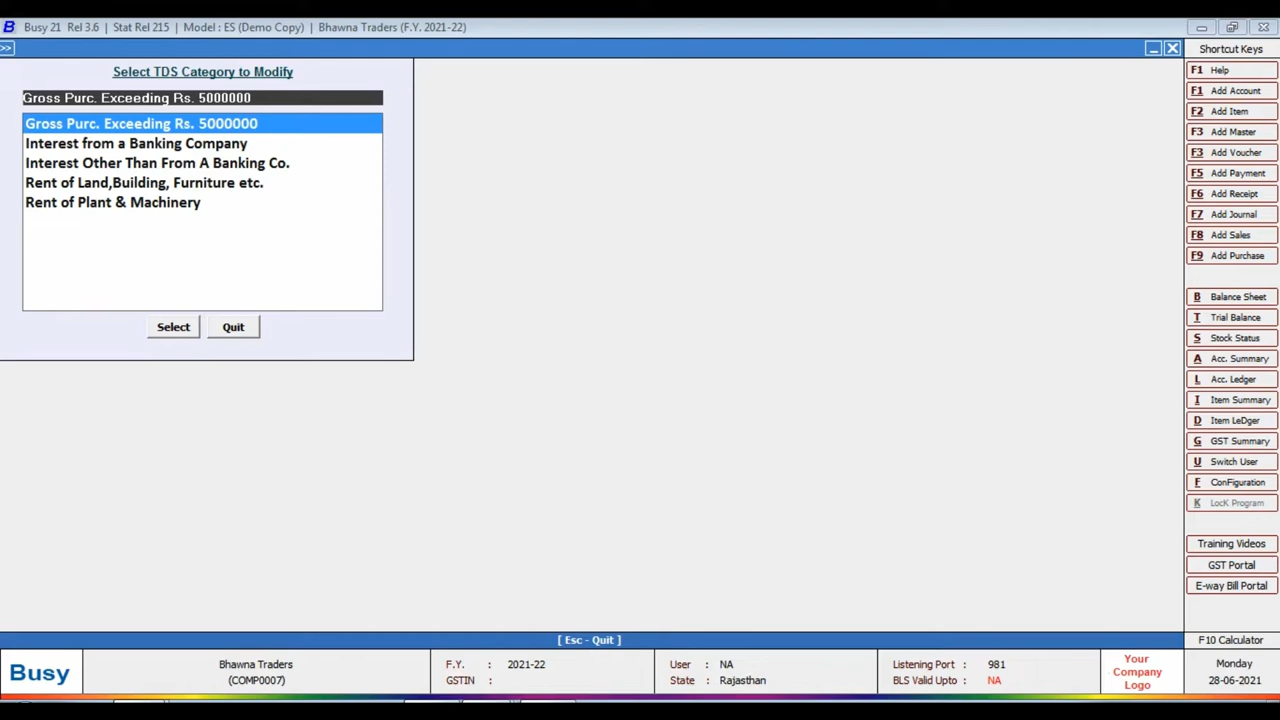 B Busy 21 Rel 3.6 | Stat Rel 215 | Model : ES (Demo Copy) | Bhawna Traders (F.Y. 2021-22)
>>
Shortcut Keys
Select TDS Category to Modify
Gross Purc. Exceeding Rs. 5000000
Gross Purc. Exceeding Rs. 5000000
Interest from a Banking Company
Interest Other Than From A Banking Co.
Rent of Land,Building, Furniture etc.
Rent of Plant & Machinery
Select Quit
F1 Help
F1 Add Account
F2 Add Item
F3 Add Master
F3 Add Voucher
F5 Add Payment
F6 Add Receipt
F7 Add Journal
F8 Add Sales
F9 Add Purchase
B Balance Sheet
T Trial Balance
S Stock Status
A Acc. Summary
L Acc. Ledger
I Item Summary
D Item LeDger
G GST Summary
U Switch User
F ConFiguration
K LocK Program
Training Videos
GST Portal
E-way Bill Portal
[ Esc - Quit ]
F10 Calculator
Busy
Bhawna Traders
(COMP0007)
F.Y. : 2021-22
GSTIN :
User : NA
State : Rajasthan
Listening Port : 981
BLS Valid Upto : NA
Your
Company
Logo
Monday
28-06-2021